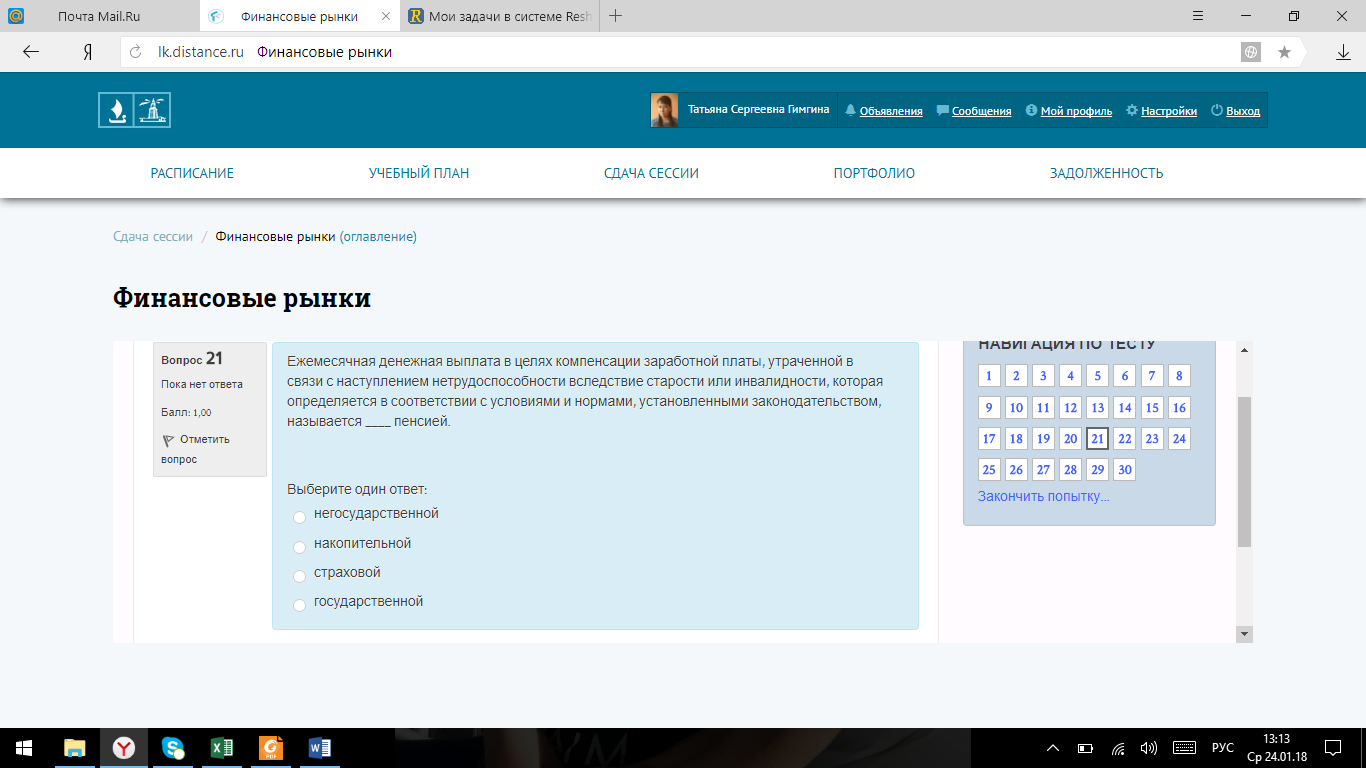 Почта Mail.Ru
Финансовые рынки
Мои задачи в системе Resh
Я
lk.distance.ru Финансовые рынки
Татьяна Сергеевна Гимгина
Объявления
Сообщения
Мой профиль
Настройки
Выход
РАСПИСАНИЕ
УЧЕБНЫЙ ПЛАН
СДАЧА СЕССИИ
ПОРТФОЛИО
ЗАДОЛЖЕННОСТЬ
Сдача сессии / Финансовые рынки (оглавление)
Финансовые рынки
Вопрос 21
Пока нет ответа
Балл: 1,00
Отметить
вопрос
Ежемесячная денежная выплата в целях компенсации заработной платы, утраченной в
связи с наступлением нетрудоспособности вследствие старости или инвалидности, которая
определяется в соответствии с условиями и нормами, установленными законодательством,
называется ____ пенсией.
Выберите один ответ:
негосударственной
накопительной
страховой
государственной
НАВИГАЦИЯ ПО ТЕСТУ
1 2 3 4 5 6 7 8
9 10 11 12 13 14 15 16
17 18 19 20 21 22 23 24
25 26 27 28 29 30
Закончить попытку...
РУС
13:13
Ср 24.01.18